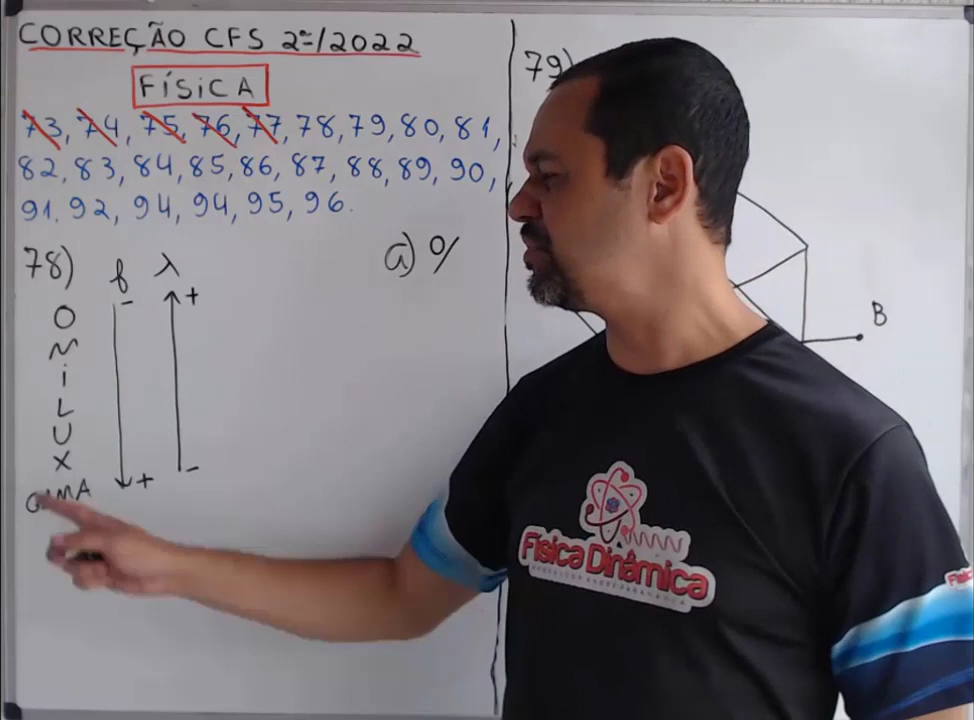 CORREÇÃO CFS 2º/2022
FÍSICA
73, 74, 75, 76, 77, 78, 79, 80, 81,
82, 83, 84, 85, 86, 87, 88, 89, 90,
91. 92, 94, 94, 95, 96.
78) f λ
- +
O
M
i
L
U
X
+ -
a) %
79)
B
Física Dinâmica